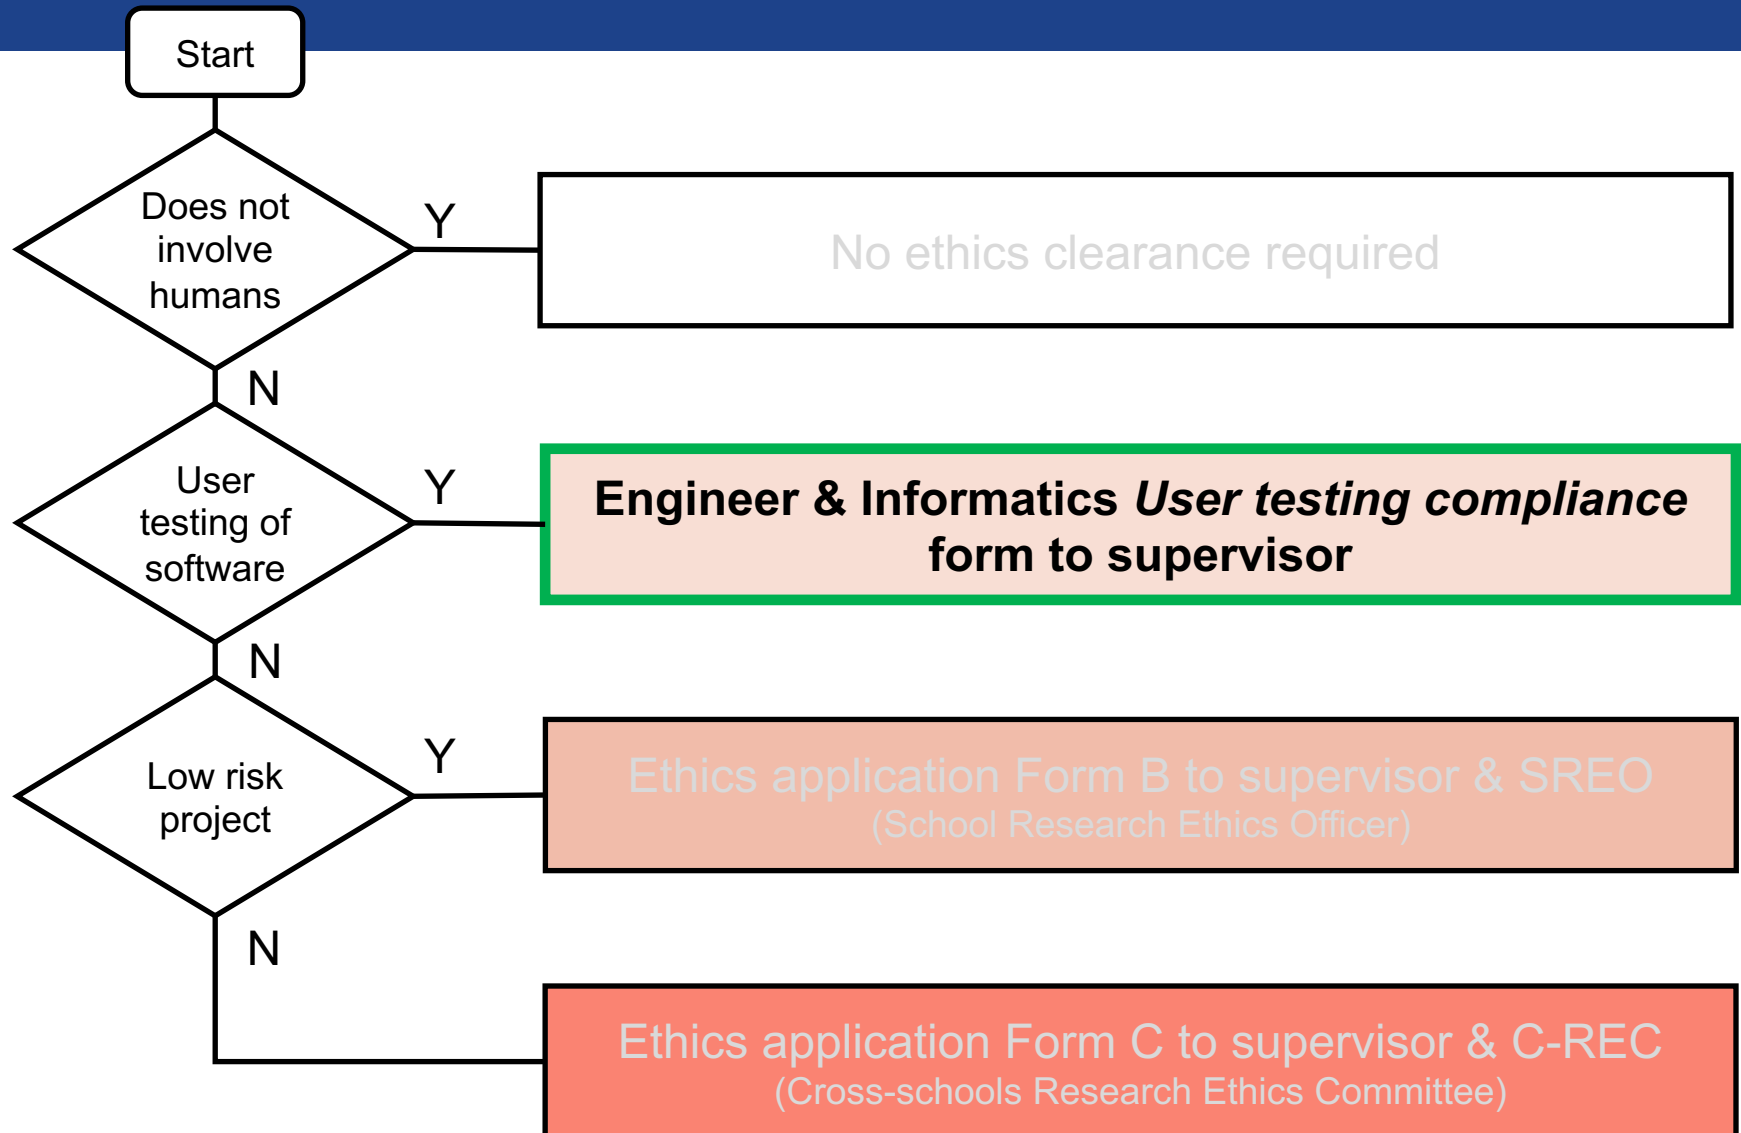 Start
Does not
involve
humans
Y
No ethics clearance required
N
User
testing of
software
Y
Engineer & Informatics User testing compliance
form to supervisor
N
Low risk
project
Y
Ethics application Form B to supervisor & SREO
(School Research Ethics Officer)
N
Ethics application Form C to supervisor & C-REC
(Cross-schools Research Ethics Committee)